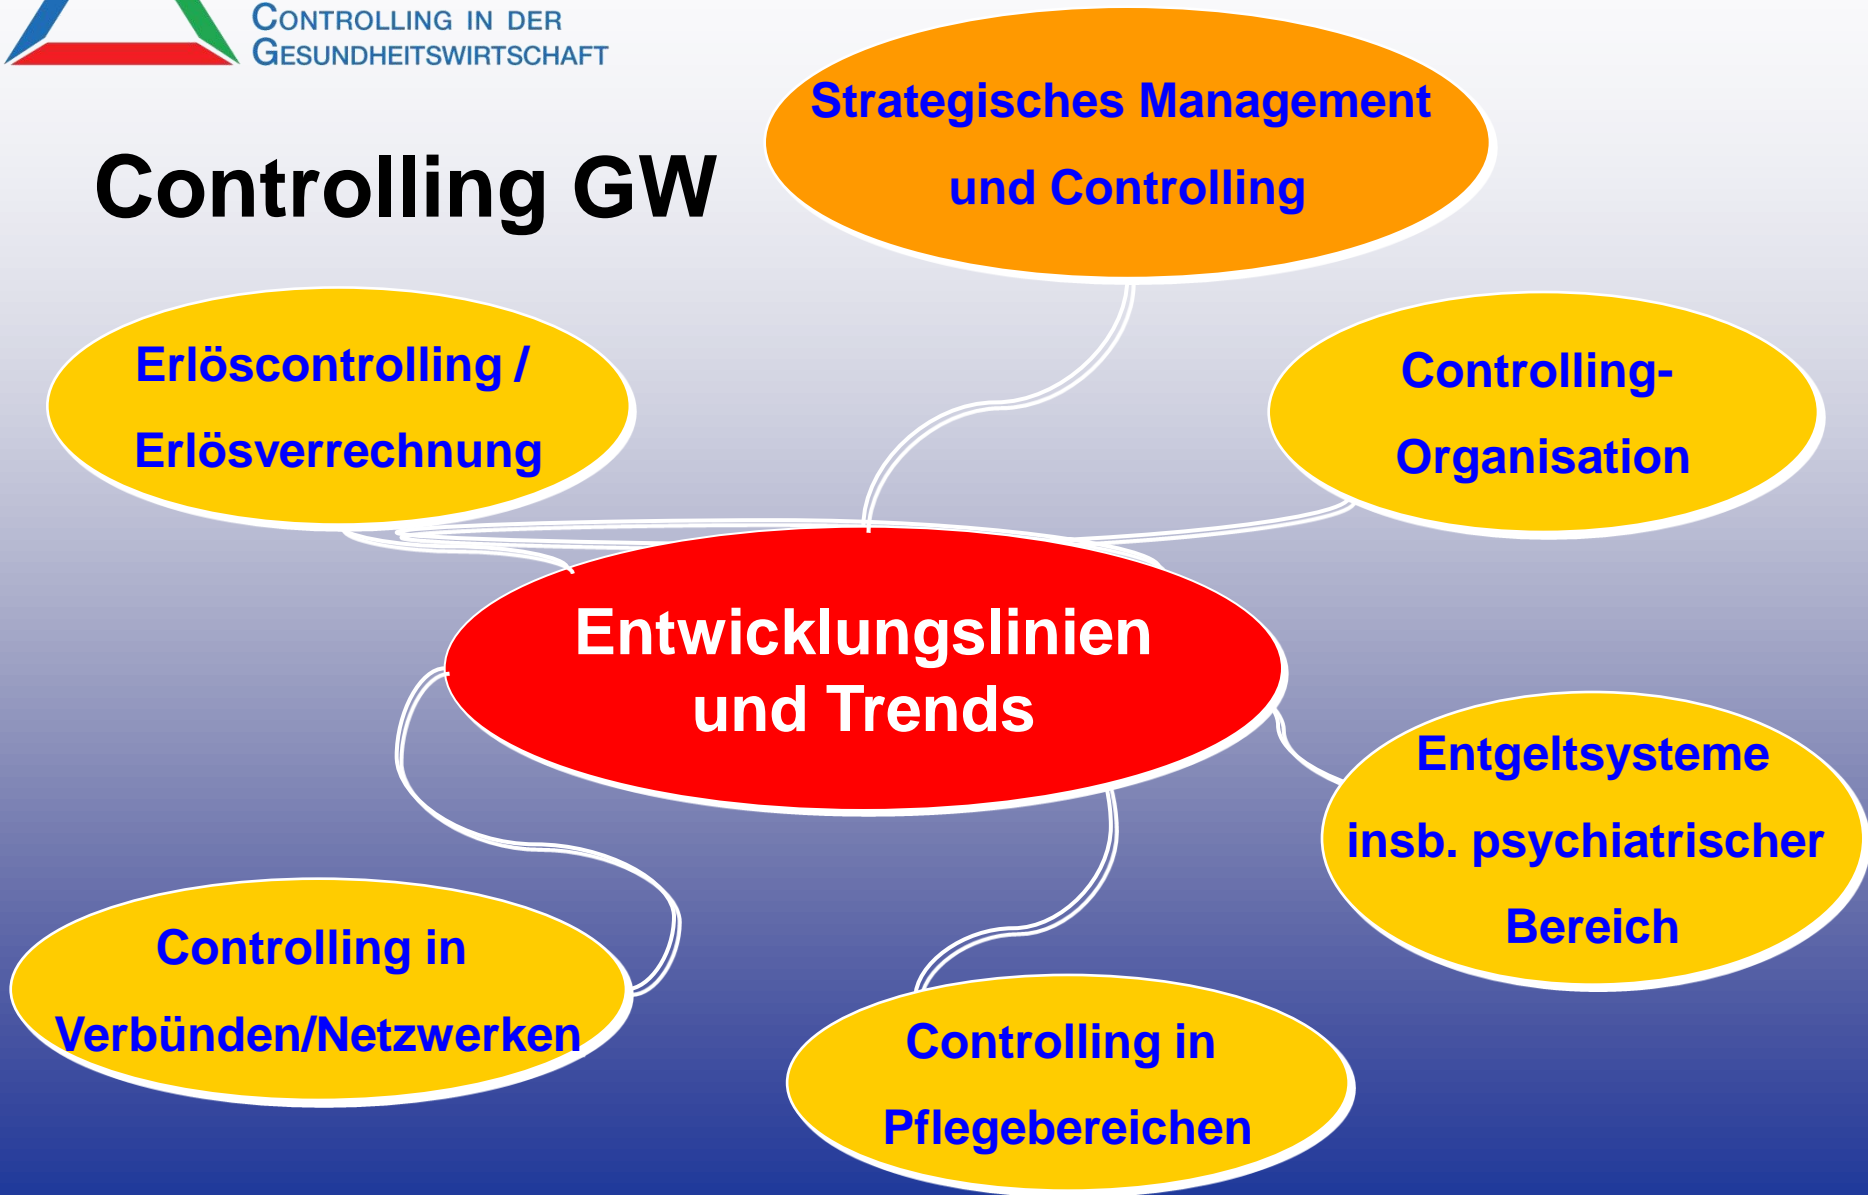 CONTROLLING IN DER
GESUNDHEITSWIRTSCHAFT
Controlling GW
Strategisches Management
und Controlling
Erlöscontrolling /
Erlösverrechnung
Controlling-
Organisation
Entwicklungslinien
und Trends
Entgeltsysteme
insb. psychiatrischer
Bereich
Controlling in
Verbünden/Netzwerken
Controlling in
Pflegebereichen